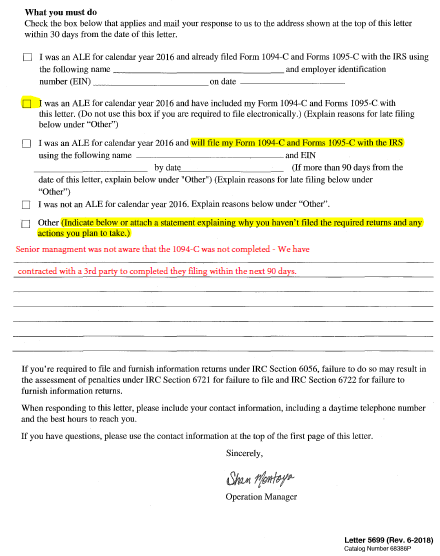 What you must do
Check the box below that applies and mail your response to us to the address shown at the top of this letter
within 30 days from the date of this letter.
I was an ALE for calendar year 2016 and already filed Form 1094-C and Forms 1095-C with the IRS using
the following name ______ and employer identification
number (EIN) ______ on date ______
I was an ALE for calendar year 2016 and have included my Form 1094-C and Forms 1095-C with
this letter. (Do not use this box if you are required to file electronically.) (Explain reasons for late filing
below under "Other")
I was an ALE for calendar year 2016 and will file my Form 1094-C and Forms 1095-C with the IRS
using the following name ______ and EIN
______ by date______ (If more than 90 days from the
date of this letter, explain below under "Other") (Explain reasons for late filing below under
"Other")
I was not an ALE for calendar year 2016. Explain reasons below under "Other".
Other (Indicate below or attach a statement explaining why you haven't filed the required returns and any
actions you plan to take.)
Senior managment was not aware that the 1094-C was not completed - We have
contracted with a 3rd party to completed they filing within the next 90 days.
If you're required to file and furnish information returns under IRC Section 6056, failure to do so may result in
the assessment of penalties under IRC Section 6721 for failure to file and IRC Section 6722 for failure to
furnish information returns.
When responding to this letter, please include your contact information, including a daytime telephone number
and the best hours to reach you.
If you have questions, please use the contact information at the top of the first page of this letter.
Sincerely,
Operation Manager
Letter 5699 (Rev. 6-2018)
Catalog Number 68386P